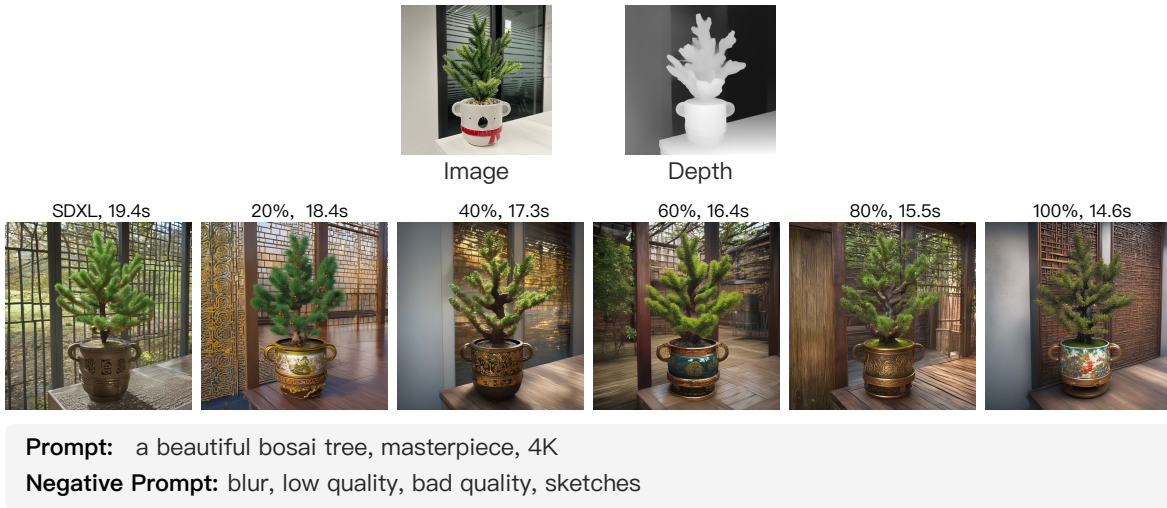 Image
Depth
SDXL, 19.4s
20%, 18.4s
40%, 17.3s
60%, 16.4s
80%, 15.5s
100%, 14.6s
Prompt: a beautiful bosai tree, masterpiece, 4K
Negative Prompt: blur, low quality, bad quality, sketches